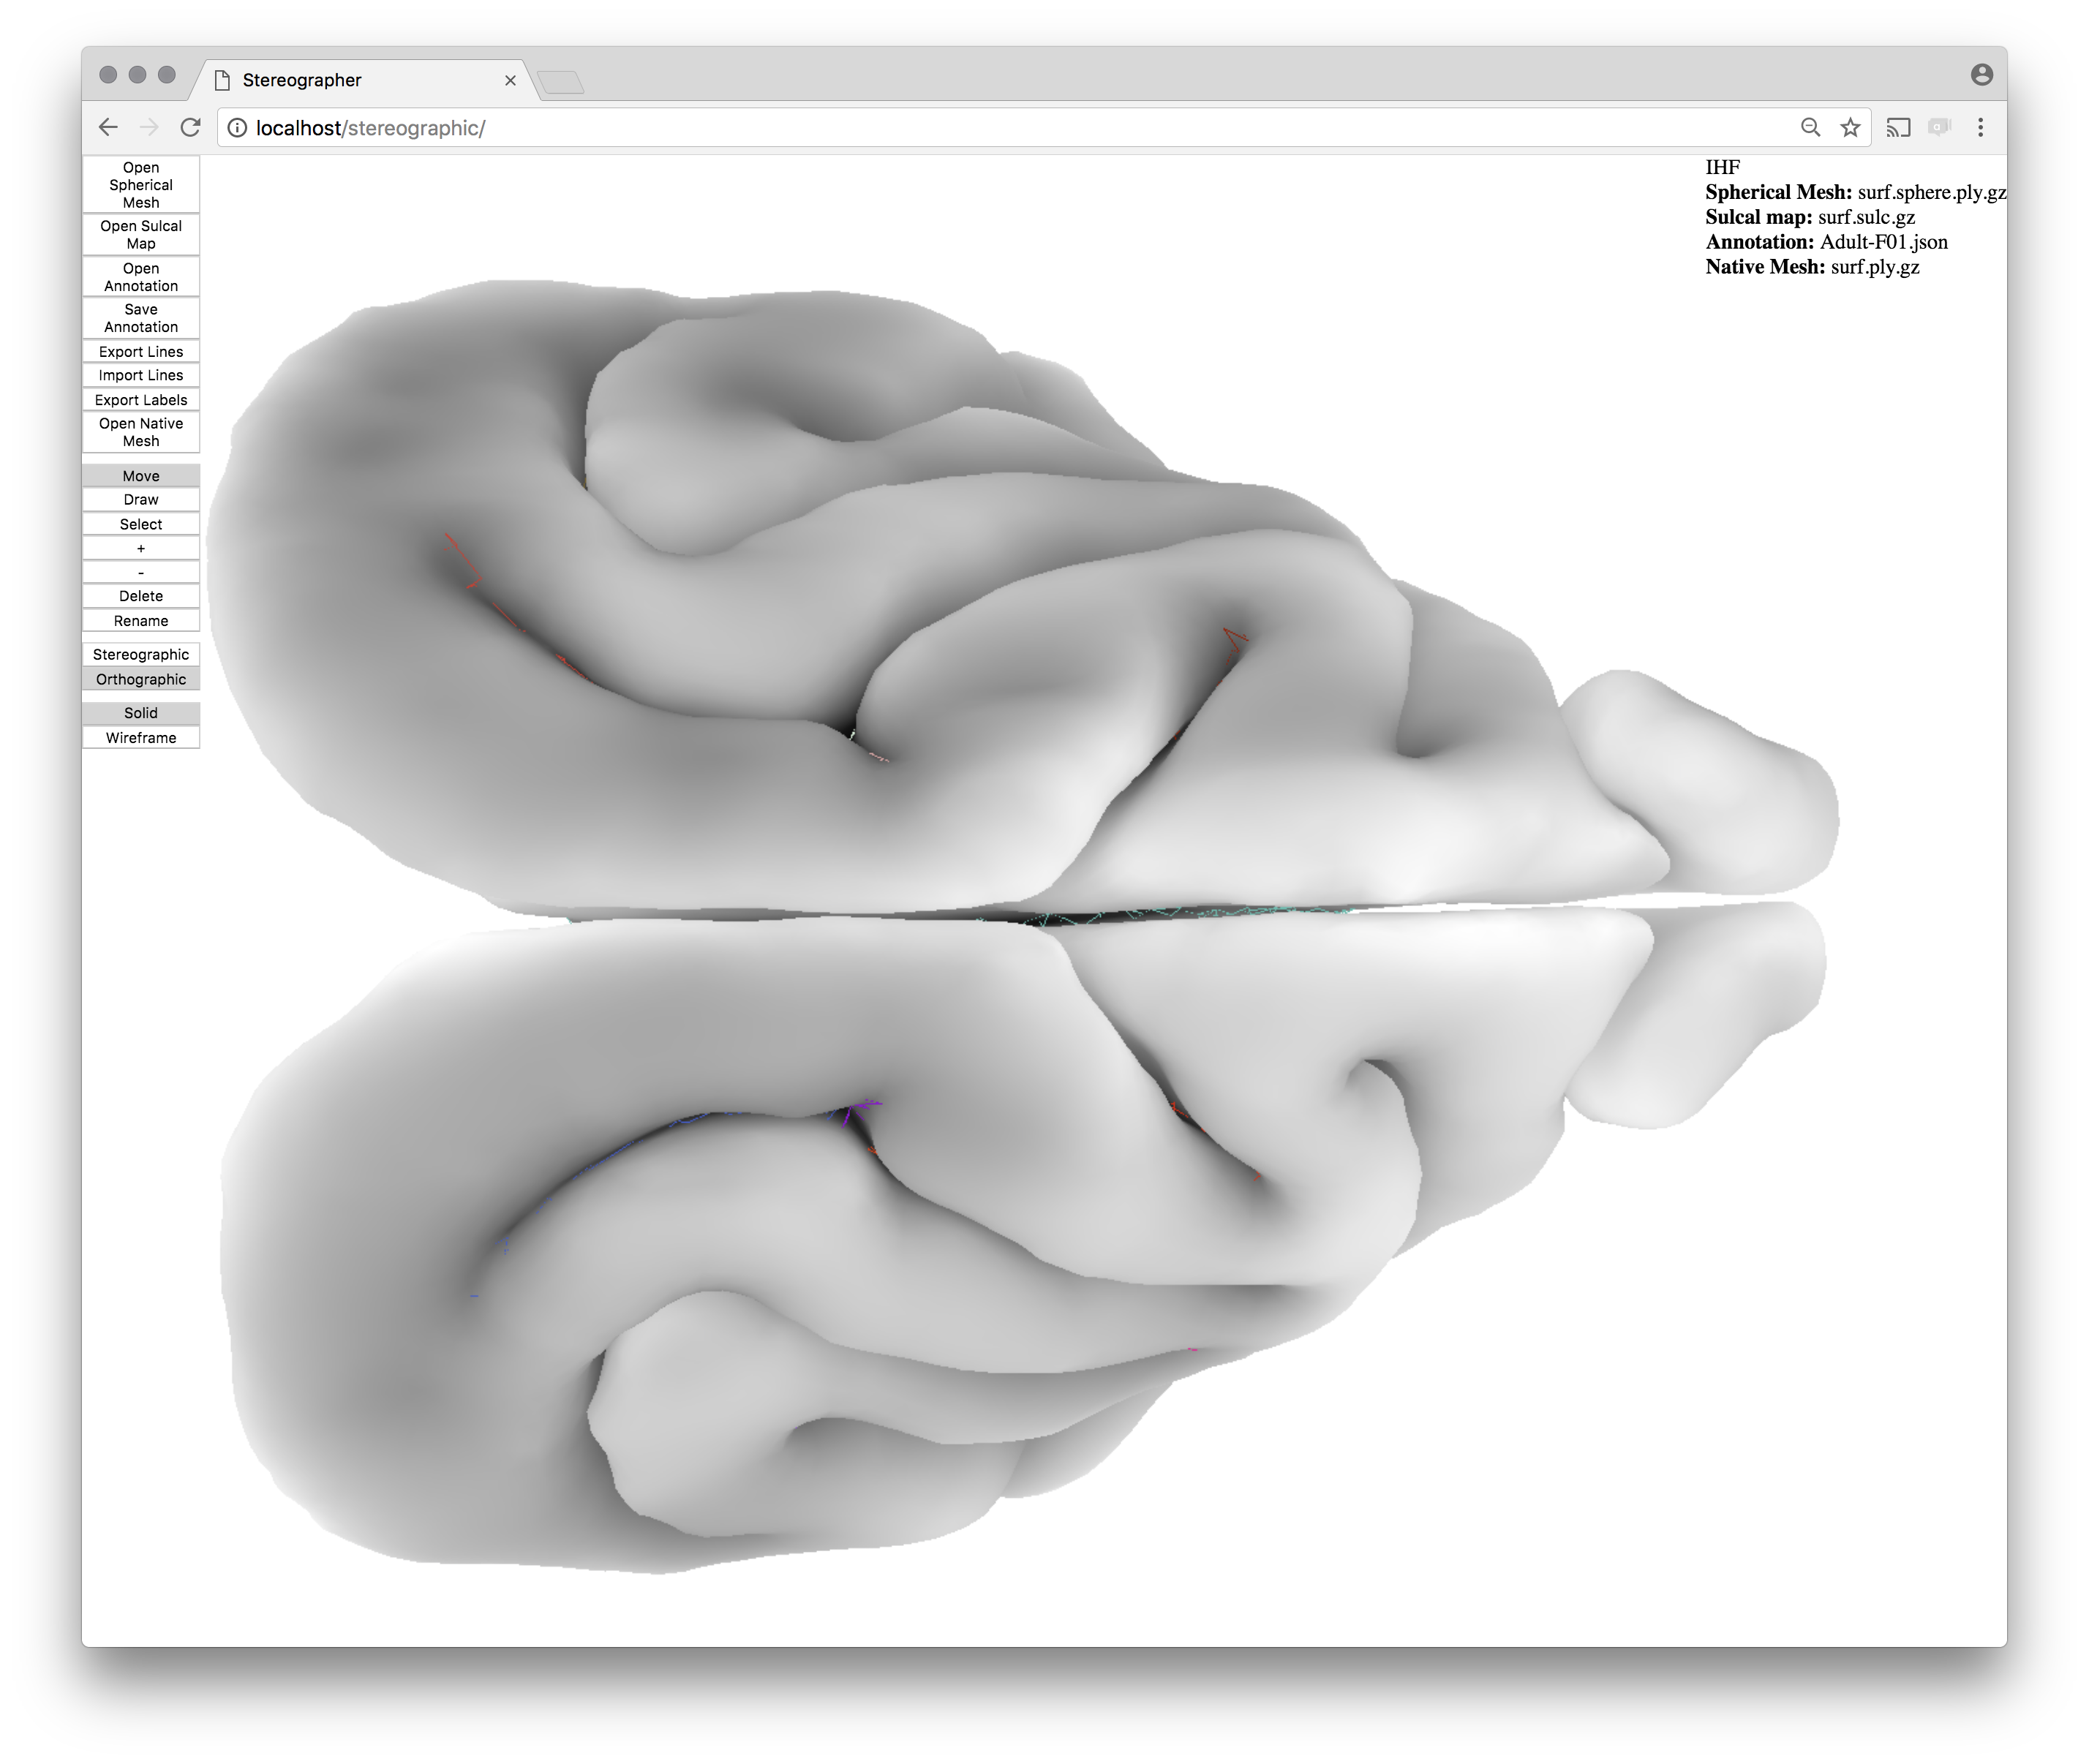 Stereographer
localhost/stereographic/
Open
Spherical
Mesh
Open Sulcal
Map
Open
Annotation
Save
Annotation
Export Lines
Import Lines
Export Labels
Open Native
Mesh
Move
Draw
Select
+
-
Delete
Rename
Stereographic
Orthographic
Solid
Wireframe
IHF
Spherical Mesh: surf.sphere.ply.gz
Sulcal map: surf.sulc.gz
Annotation: Adult-F01.json
Native Mesh: surf.ply.gz